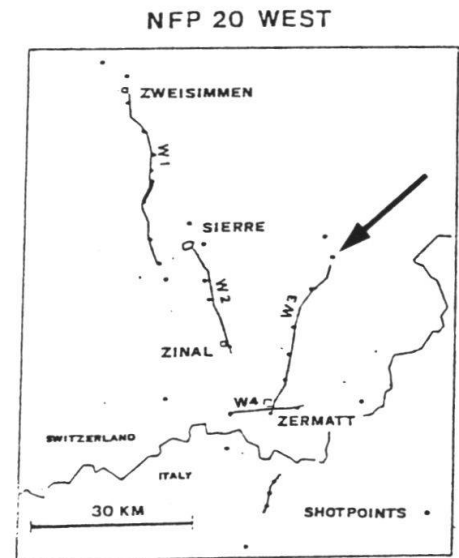 NFP 20 WEST
ZWEISIMMEN
W1
SIERRE
W2
W3
ZINAL
W4
ZERMATT
SWITZERLAND
ITALY
30 KM
SHOTPOINTS